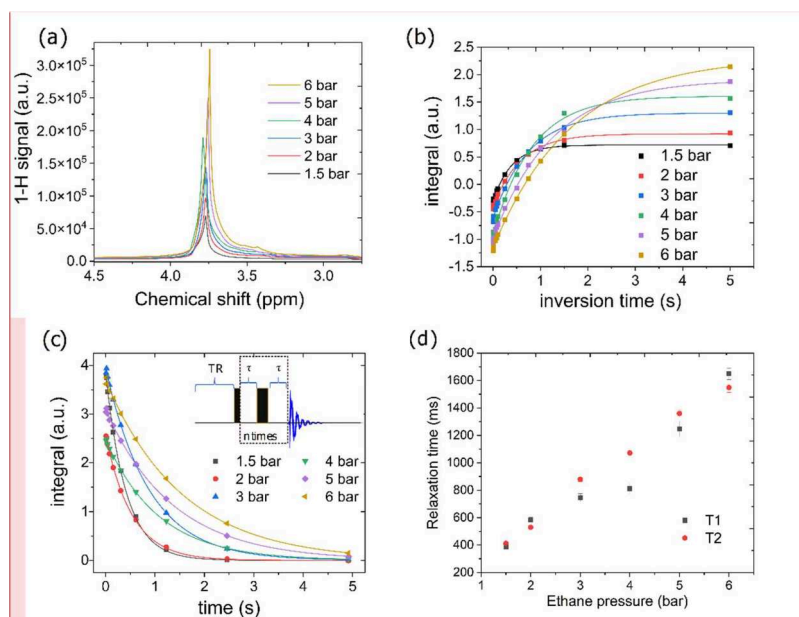 (a)
1-H signal (a.u.)
3.0×10⁵
2.5×10⁵
2.0×10⁵
1.5×10⁵
1.0×10⁵
5.0×10⁴
0.0
4.5
4.0
3.5
3.0
Chemical shift (ppm)
6 bar
5 bar
4 bar
3 bar
2 bar
1.5 bar
(b)
integral (a.u.)
2.5
2.0
1.5
1.0
0.5
0.0
-0.5
-1.0
-1.5
0
1
2
3
4
5
inversion time (s)
1.5 bar
2 bar
3 bar
4 bar
5 bar
6 bar
(c)
integral (a.u.)
4
3
2
1
0
0
1
2
3
4
5
time (s)
TR
τ
τ
n times
1.5 bar
2 bar
3 bar
4 bar
5 bar
6 bar
(d)
Relaxation time (ms)
1800
1600
1400
1200
1000
800
600
400
200
1
2
3
4
5
6
Ethane pressure (bar)
T1
T2